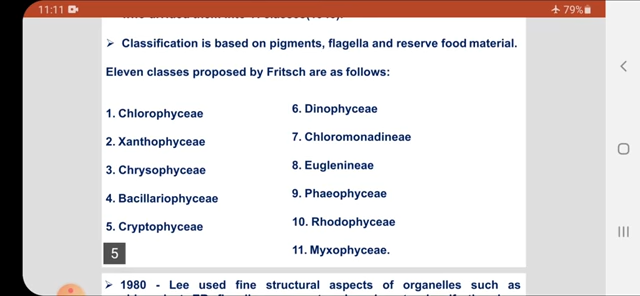 11:11
79%
➢ Classification is based on pigments, flagella and reserve food material.
Eleven classes proposed by Fritsch are as follows:
1. Chlorophyceae
2. Xanthophyceae
3. Chrysophyceae
4. Bacillariophyceae
5. Cryptophyceae
6. Dinophyceae
7. Chloromonadineae
8. Euglenineae
9. Phaeophyceae
10. Rhodophyceae
11. Myxophyceae.
5
➢ 1980 - Lee used fine structural aspects of organelles such as